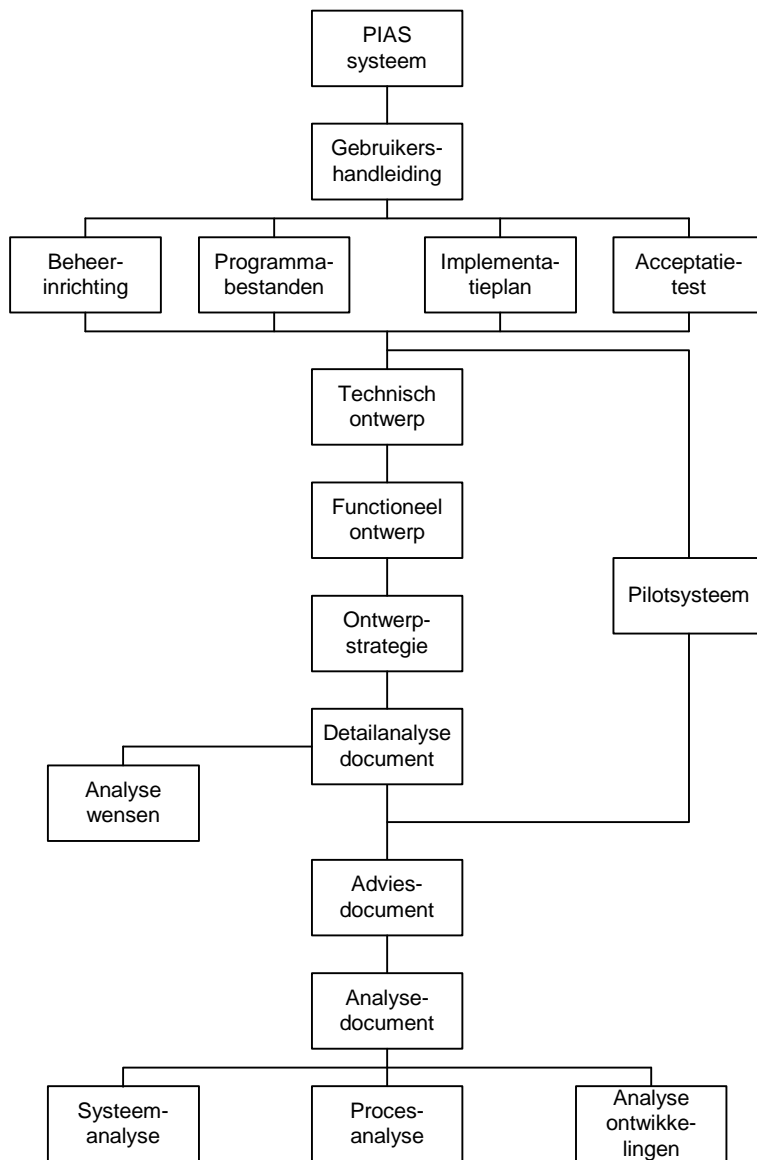 PIAS
systeem
Gebruikers-
handleiding
Beheer-
inrichting
Programma-
bestanden
Implementa-
tieplan
Acceptatie-
test
Technisch
ontwerp
Functioneel
ontwerp
Pilotsysteem
Ontwerp-
strategie
Detailanalyse
document
Analyse
wensen
Advies-
document
Analyse-
document
Systeem-
analyse
Proces-
analyse
Analyse
ontwikke-
lingen